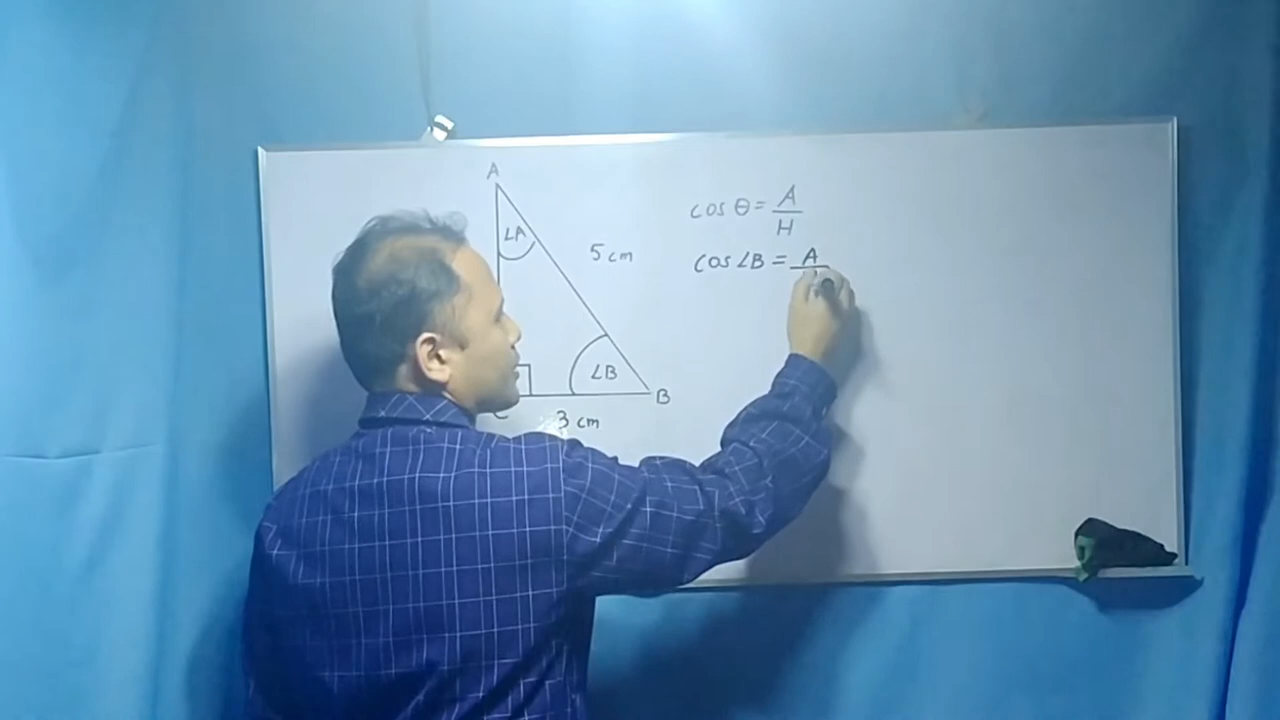 A
∠A
5 cm
∠B
B
C
3 cm
cos θ = A/H
cos∠B = A